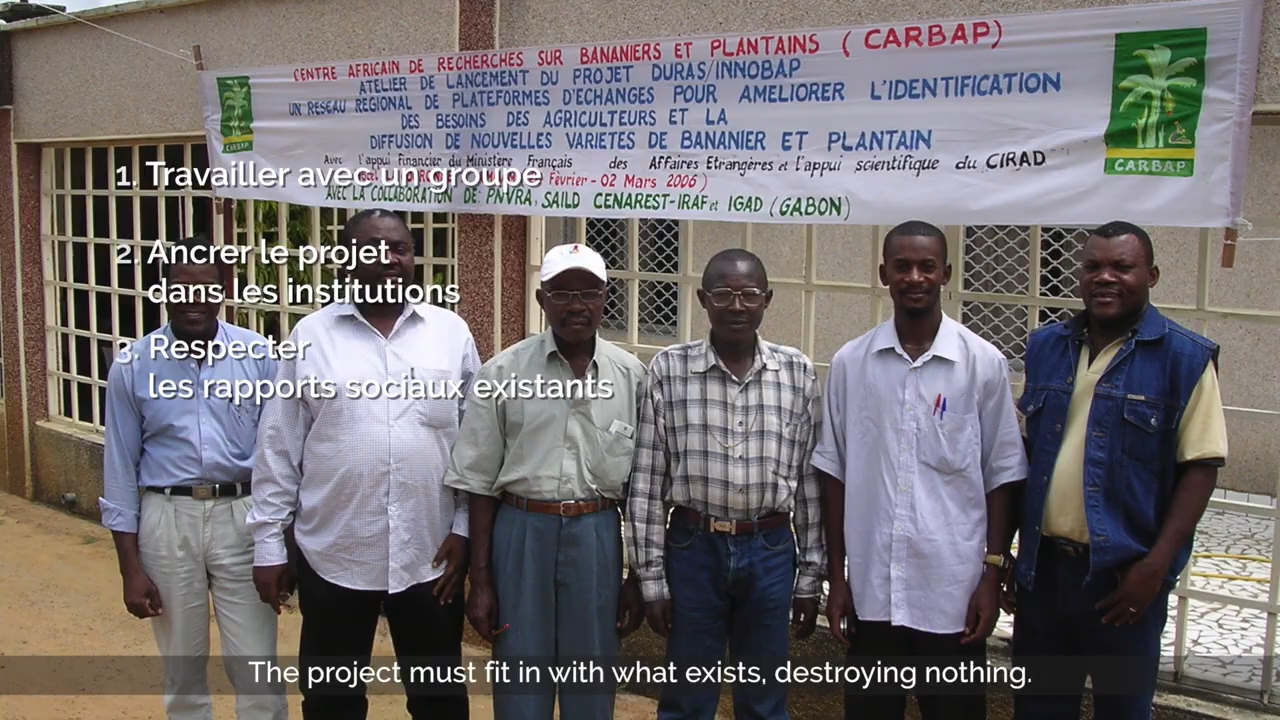 CENTRE AFRICAIN DE RECHERCHES SUR BANANIERS ET PLANTAINS ( CARBAP)
ATELIER DE LANCEMENT DU PROJET DURAS/INNOBAP
UN RESEAU REGIONAL DE PLATEFORMES D'ECHANGES POUR AMELIORER L'IDENTIFICATION
DES BESOINS DES AGRICULTEURS ET LA
DIFFUSION DE NOUVELLES VARIETES DE BANANIER ET PLANTAIN
Avec l'appui Financier du Ministère Français des Affaires Etrangères et l'appui scientifique du CIRAD
Février - 02 Mars 2006 )
AVEC LA COLLABORATION DE: PNVRA, SAILD CENAREST-IRAF et IGAD (GABON)
CARBAP
CARBAP
1. Travailler avec un groupe
2. Ancrer le projet
dans les institutions
3. Respecter
les rapports sociaux existants
The project must fit in with what exists, destroying nothing.